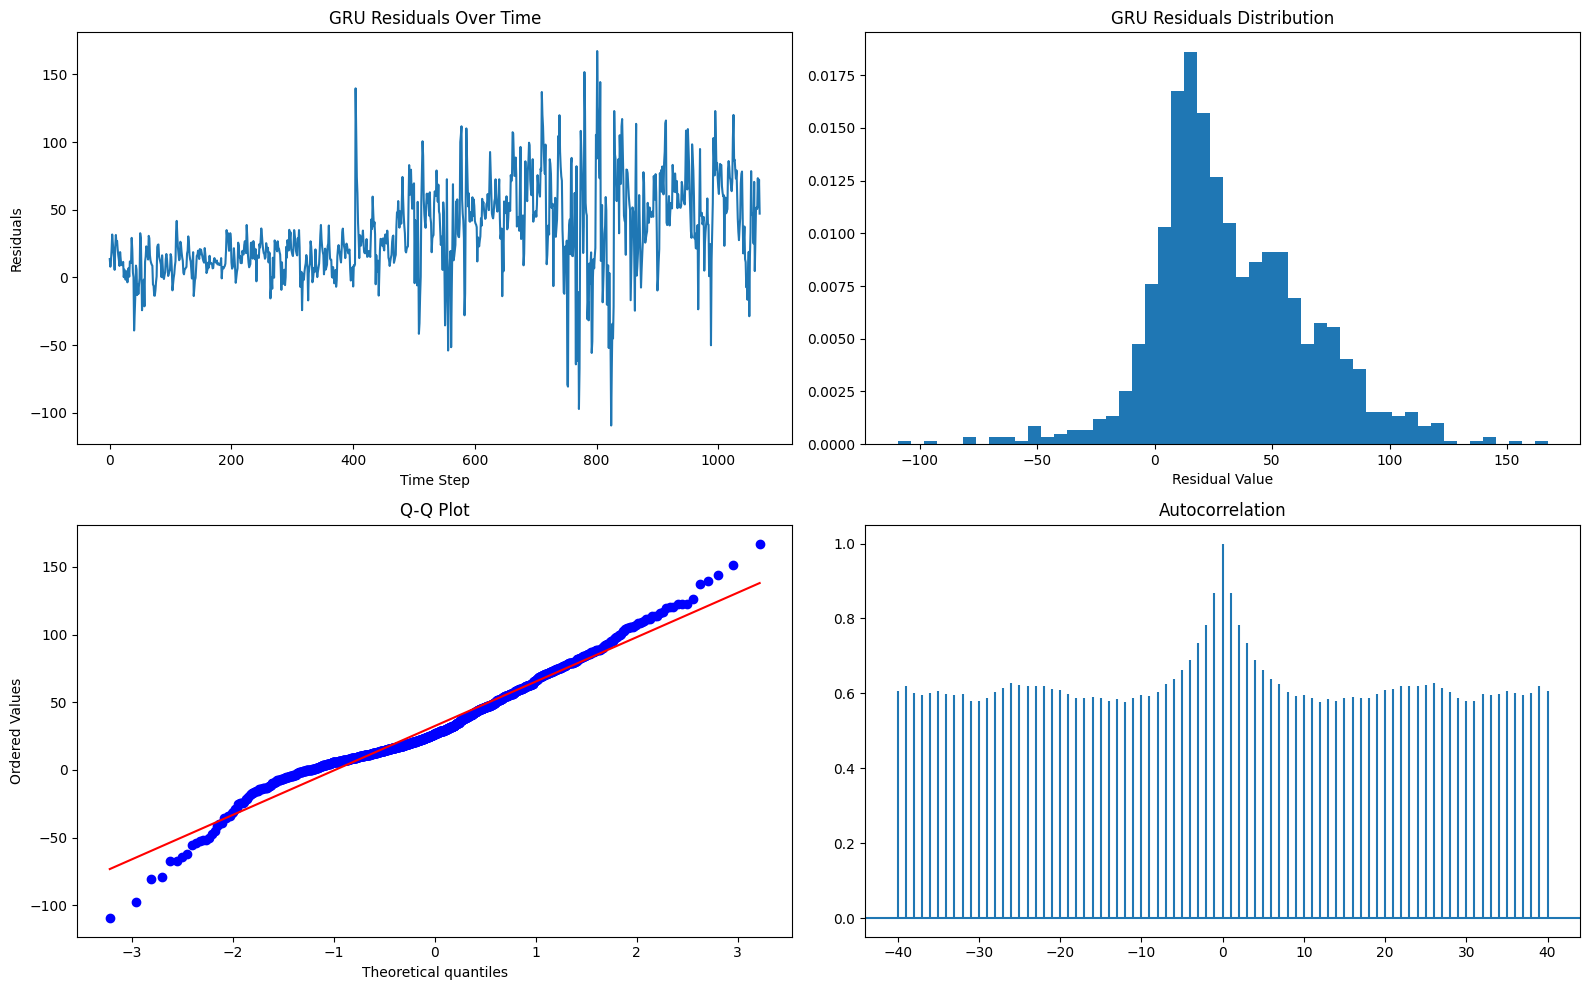 GRU Residuals Over Time
Residuals
150
100
50
0
−50
−100
0 200 400 600 800 1000
Time Step
GRU Residuals Distribution
0.0175
0.0150
0.0125
0.0100
0.0075
0.0050
0.0025
0.0000
−100 −50 0 50 100 150
Residual Value
Q-Q Plot
Ordered Values
150
100
50
0
−50
−100
−3 −2 −1 0 1 2 3
Theoretical quantiles
Autocorrelation
1.0
0.8
0.6
0.4
0.2
0.0
−40 −30 −20 −10 0 10 20 30 40